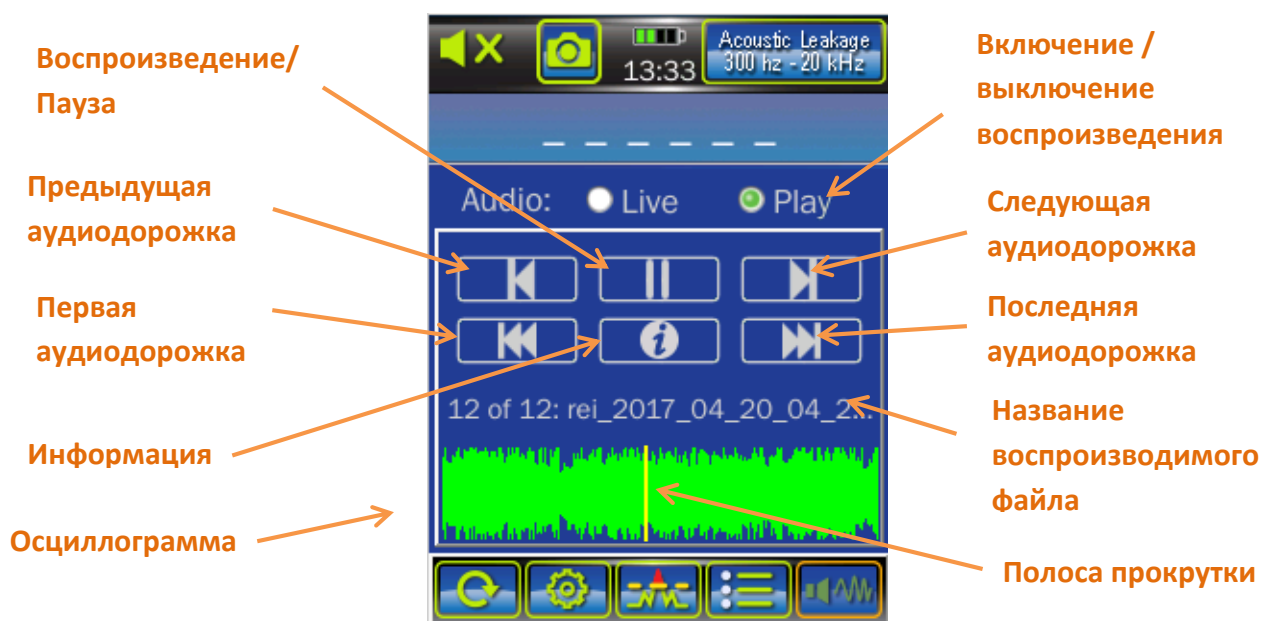 Воспроизведение/
Пауза
Предыдущая
аудиодорожка
Первая
аудиодорожка
Информация
Осциллограмма
Acoustic Leakage
300 hz - 20 kHz
13:33
_ _ _ _ _ _
Audio: Live Play
12 of 12: rei_2017_04_20_04_2...
Включение /
выключение
воспроизведения
Следующая
аудиодорожка
Последняя
аудиодорожка
Название
воспроизводимого
файла
Полоса прокрутки